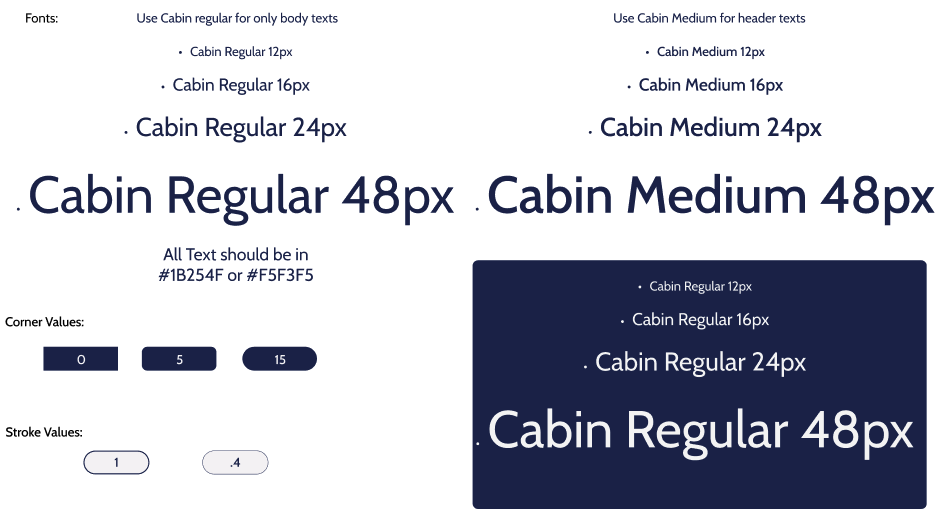 Fonts:
Use Cabin regular for only body texts
• Cabin Regular 12px
• Cabin Regular 16px
• Cabin Regular 24px
• Cabin Regular 48px
Use Cabin Medium for header texts
• Cabin Medium 12px
• Cabin Medium 16px
• Cabin Medium 24px
• Cabin Medium 48px
All Text should be in
#1B254F or #F5F3F5
• Cabin Regular 12px
• Cabin Regular 16px
• Cabin Regular 24px
• Cabin Regular 48px
Corner Values:
0 5 15
Stroke Values:
1 .4